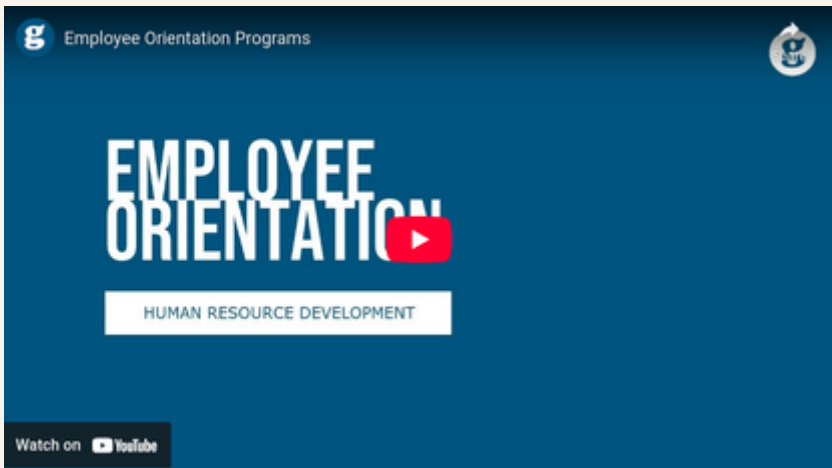 g Employee Orientation Programs
g
EMPLOYEE
ORIENTATION
HUMAN RESOURCE DEVELOPMENT
Watch on YouTube